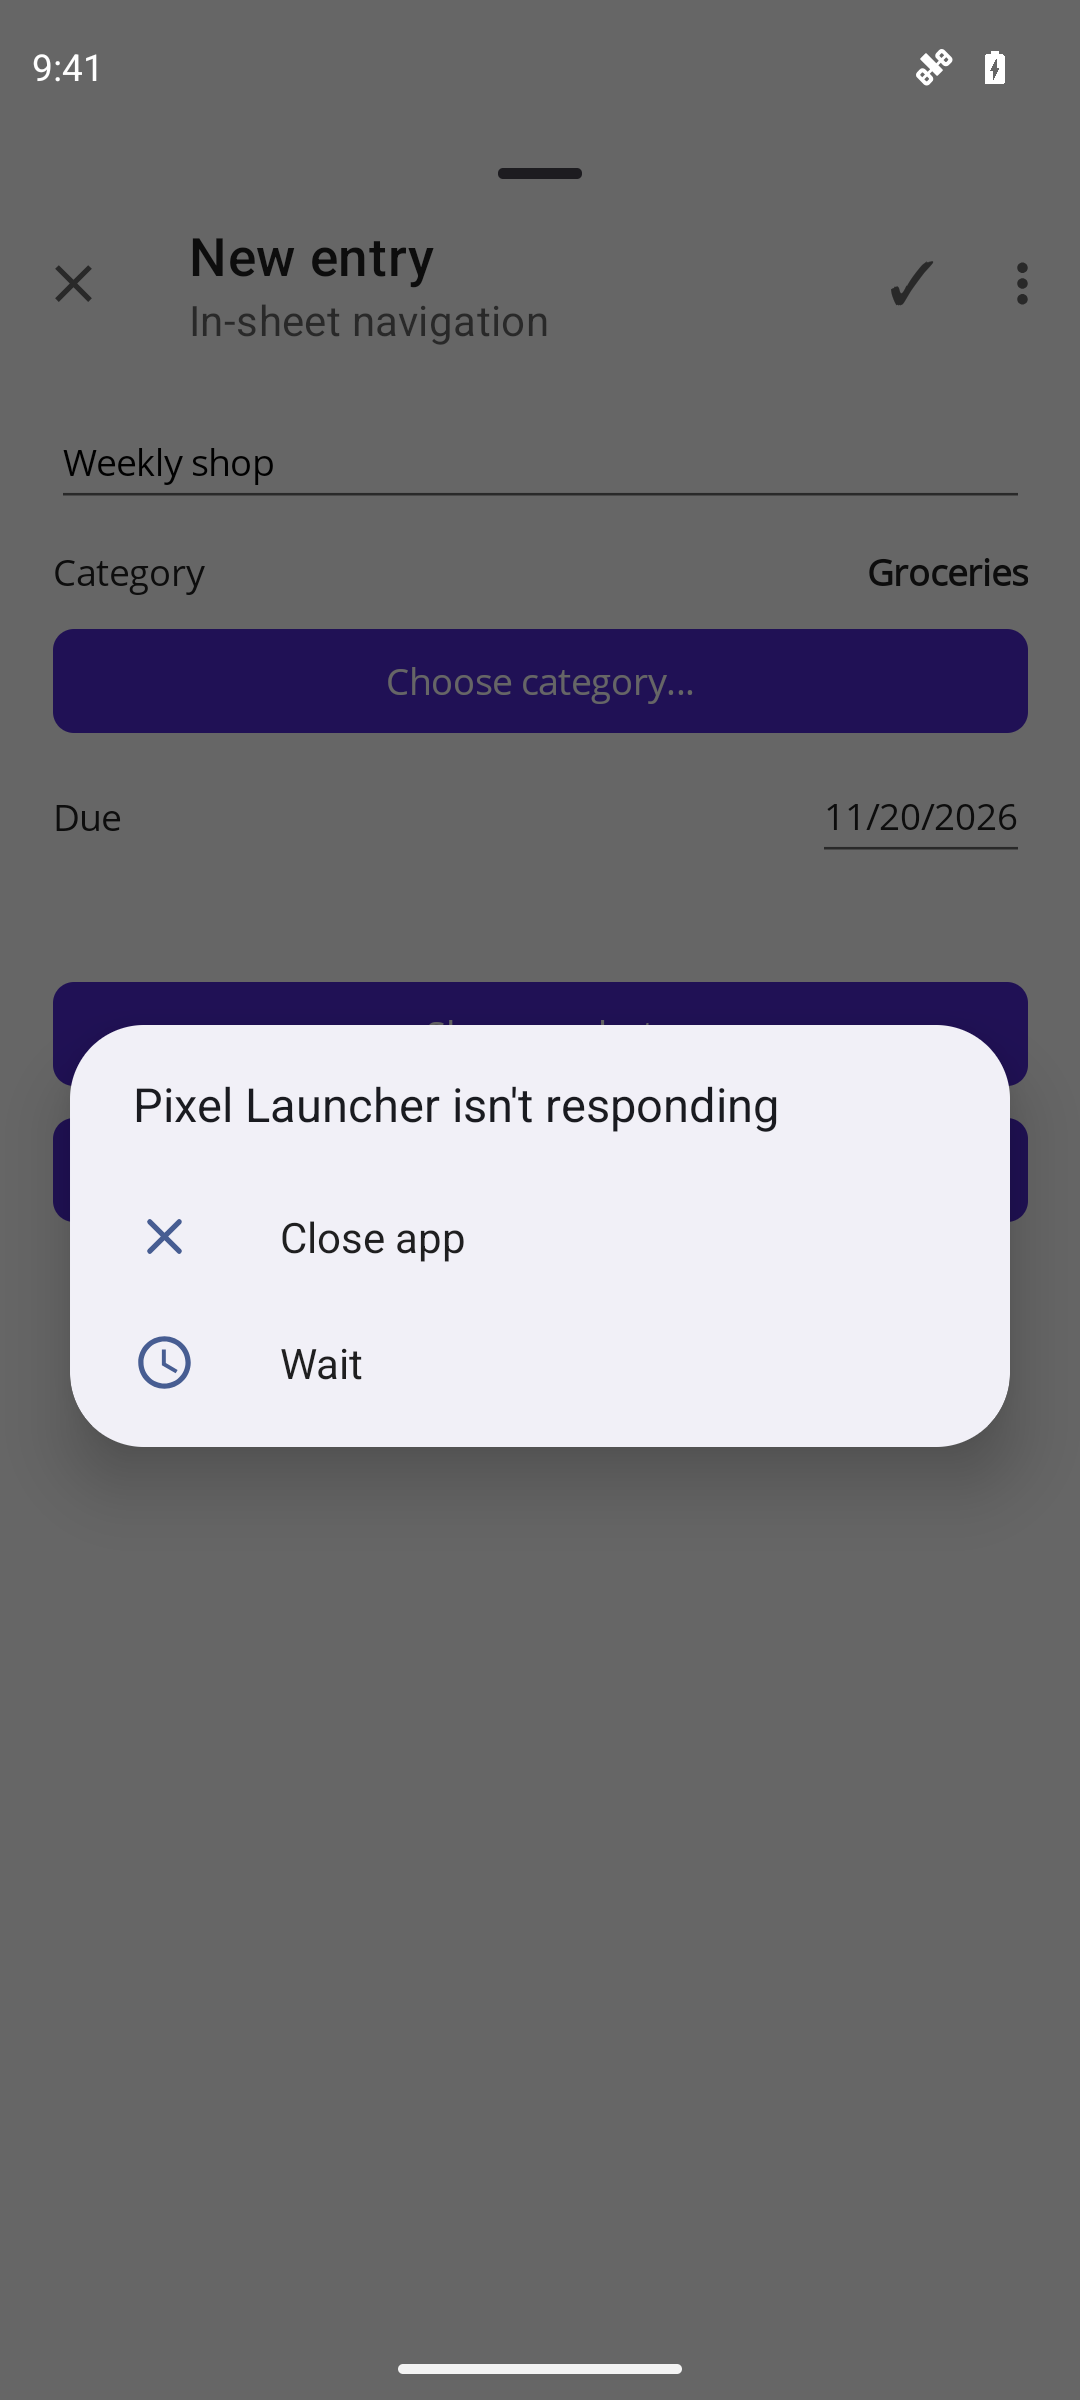 9:41
New entry
In-sheet navigation
Weekly shop
Category
Groceries
Choose category...
Due
11/20/2026
Pixel Launcher isn't responding
Close app
Wait